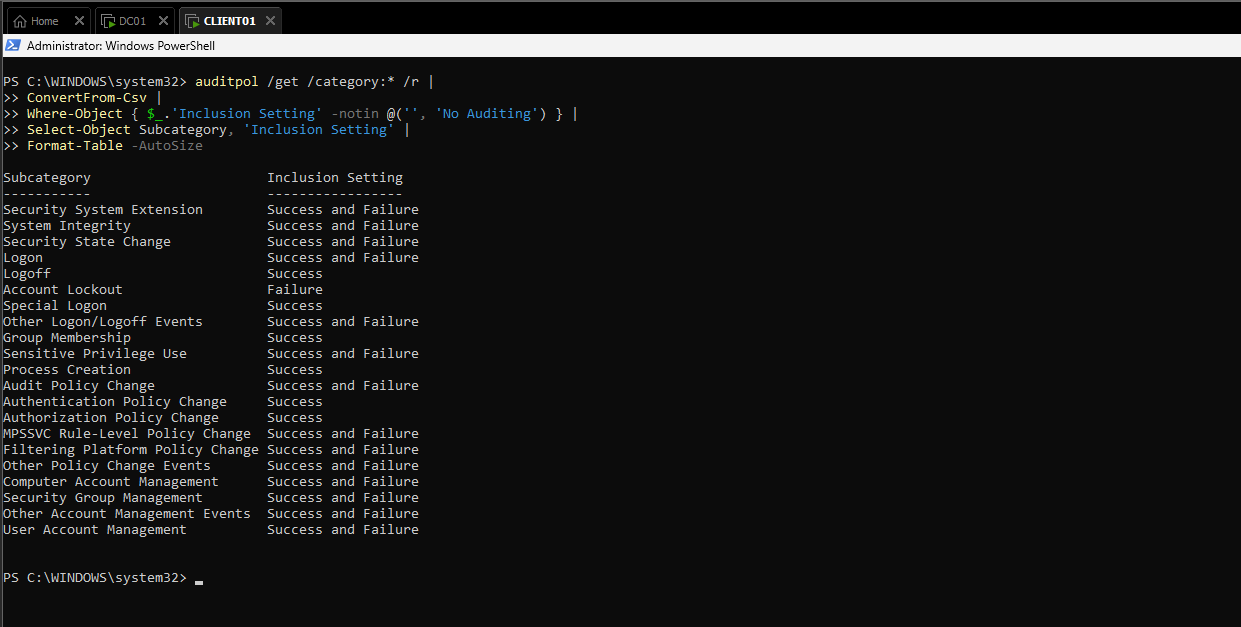 Home DC01 CLIENT01
Administrator: Windows PowerShell
PS C:\WINDOWS\system32> auditpol /get /category:* /r |
>> ConvertFrom-Csv |
>> Where-Object { $_.'Inclusion Setting' -notin @('', 'No Auditing') } |
>> Select-Object Subcategory, 'Inclusion Setting' |
>> Format-Table -AutoSize
Subcategory Inclusion Setting
----------- -----------------
Security System Extension Success and Failure
System Integrity Success and Failure
Security State Change Success and Failure
Logon Success and Failure
Logoff Success
Account Lockout Failure
Special Logon Success
Other Logon/Logoff Events Success and Failure
Group Membership Success
Sensitive Privilege Use Success and Failure
Process Creation Success
Audit Policy Change Success and Failure
Authentication Policy Change Success
Authorization Policy Change Success
MPSSVC Rule-Level Policy Change Success and Failure
Filtering Platform Policy Change Success and Failure
Other Policy Change Events Success and Failure
Computer Account Management Success and Failure
Security Group Management Success and Failure
Other Account Management Events Success and Failure
User Account Management Success and Failure
PS C:\WINDOWS\system32>